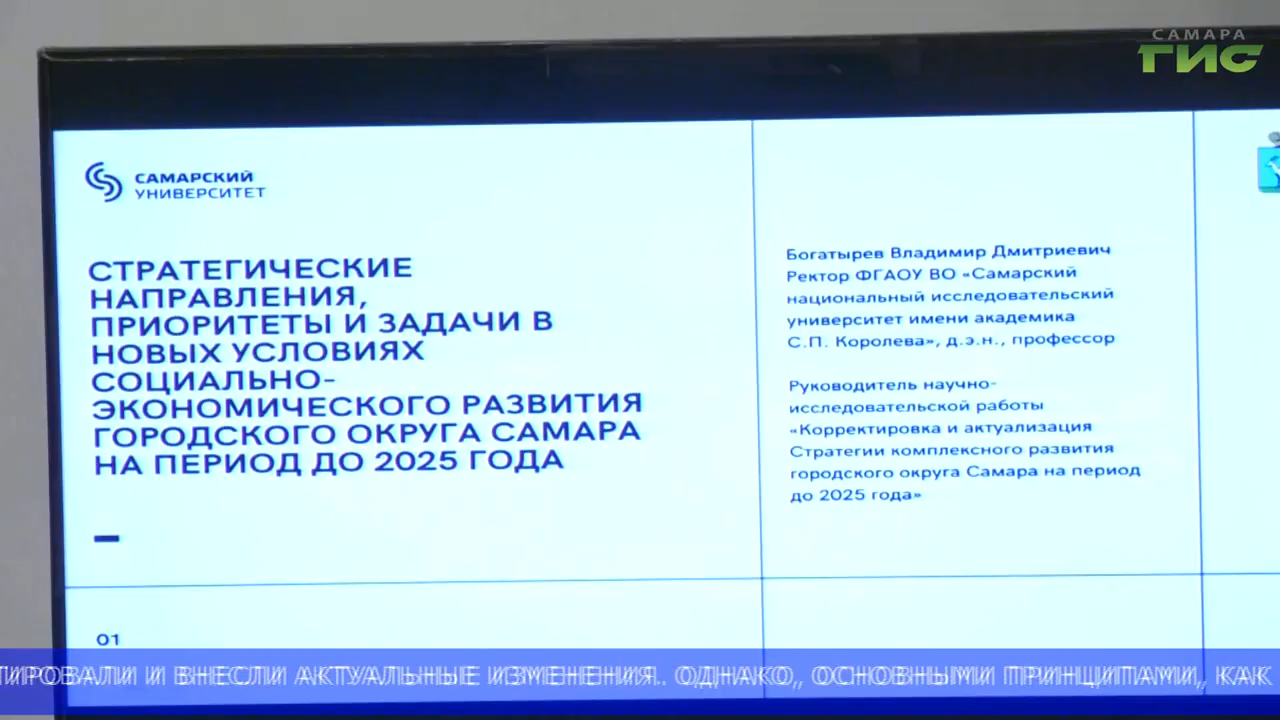 САМАРА
ГИС
САМАРСКИЙ
УНИВЕРСИТЕТ
СТРАТЕГИЧЕСКИЕ
НАПРАВЛЕНИЯ,
ПРИОРИТЕТЫ И ЗАДАЧИ В
НОВЫХ УСЛОВИЯХ
СОЦИАЛЬНО-
ЭКОНОМИЧЕСКОГО РАЗВИТИЯ
ГОРОДСКОГО ОКРУГА САМАРА
НА ПЕРИОД ДО 2025 ГОДА
Богатырев Владимир Дмитриевич
Ректор ФГАОУ ВО «Самарский
национальный исследовательский
университет имени академика
С.П. Королева», д.э.н., профессор
Руководитель научно-
исследовательской работы
«Корректировка и актуализация
Стратегии комплексного развития
городского округа Самара на период
до 2025 года»
01
ТИРОВАЛИ И ВНЕСЛИ АКТУАЛЬНЫЕ ИЗМЕНЕНИЯ. ОДНАКО, ОСНОВНЫМИ ПРИНЦИПАМИ, КАК